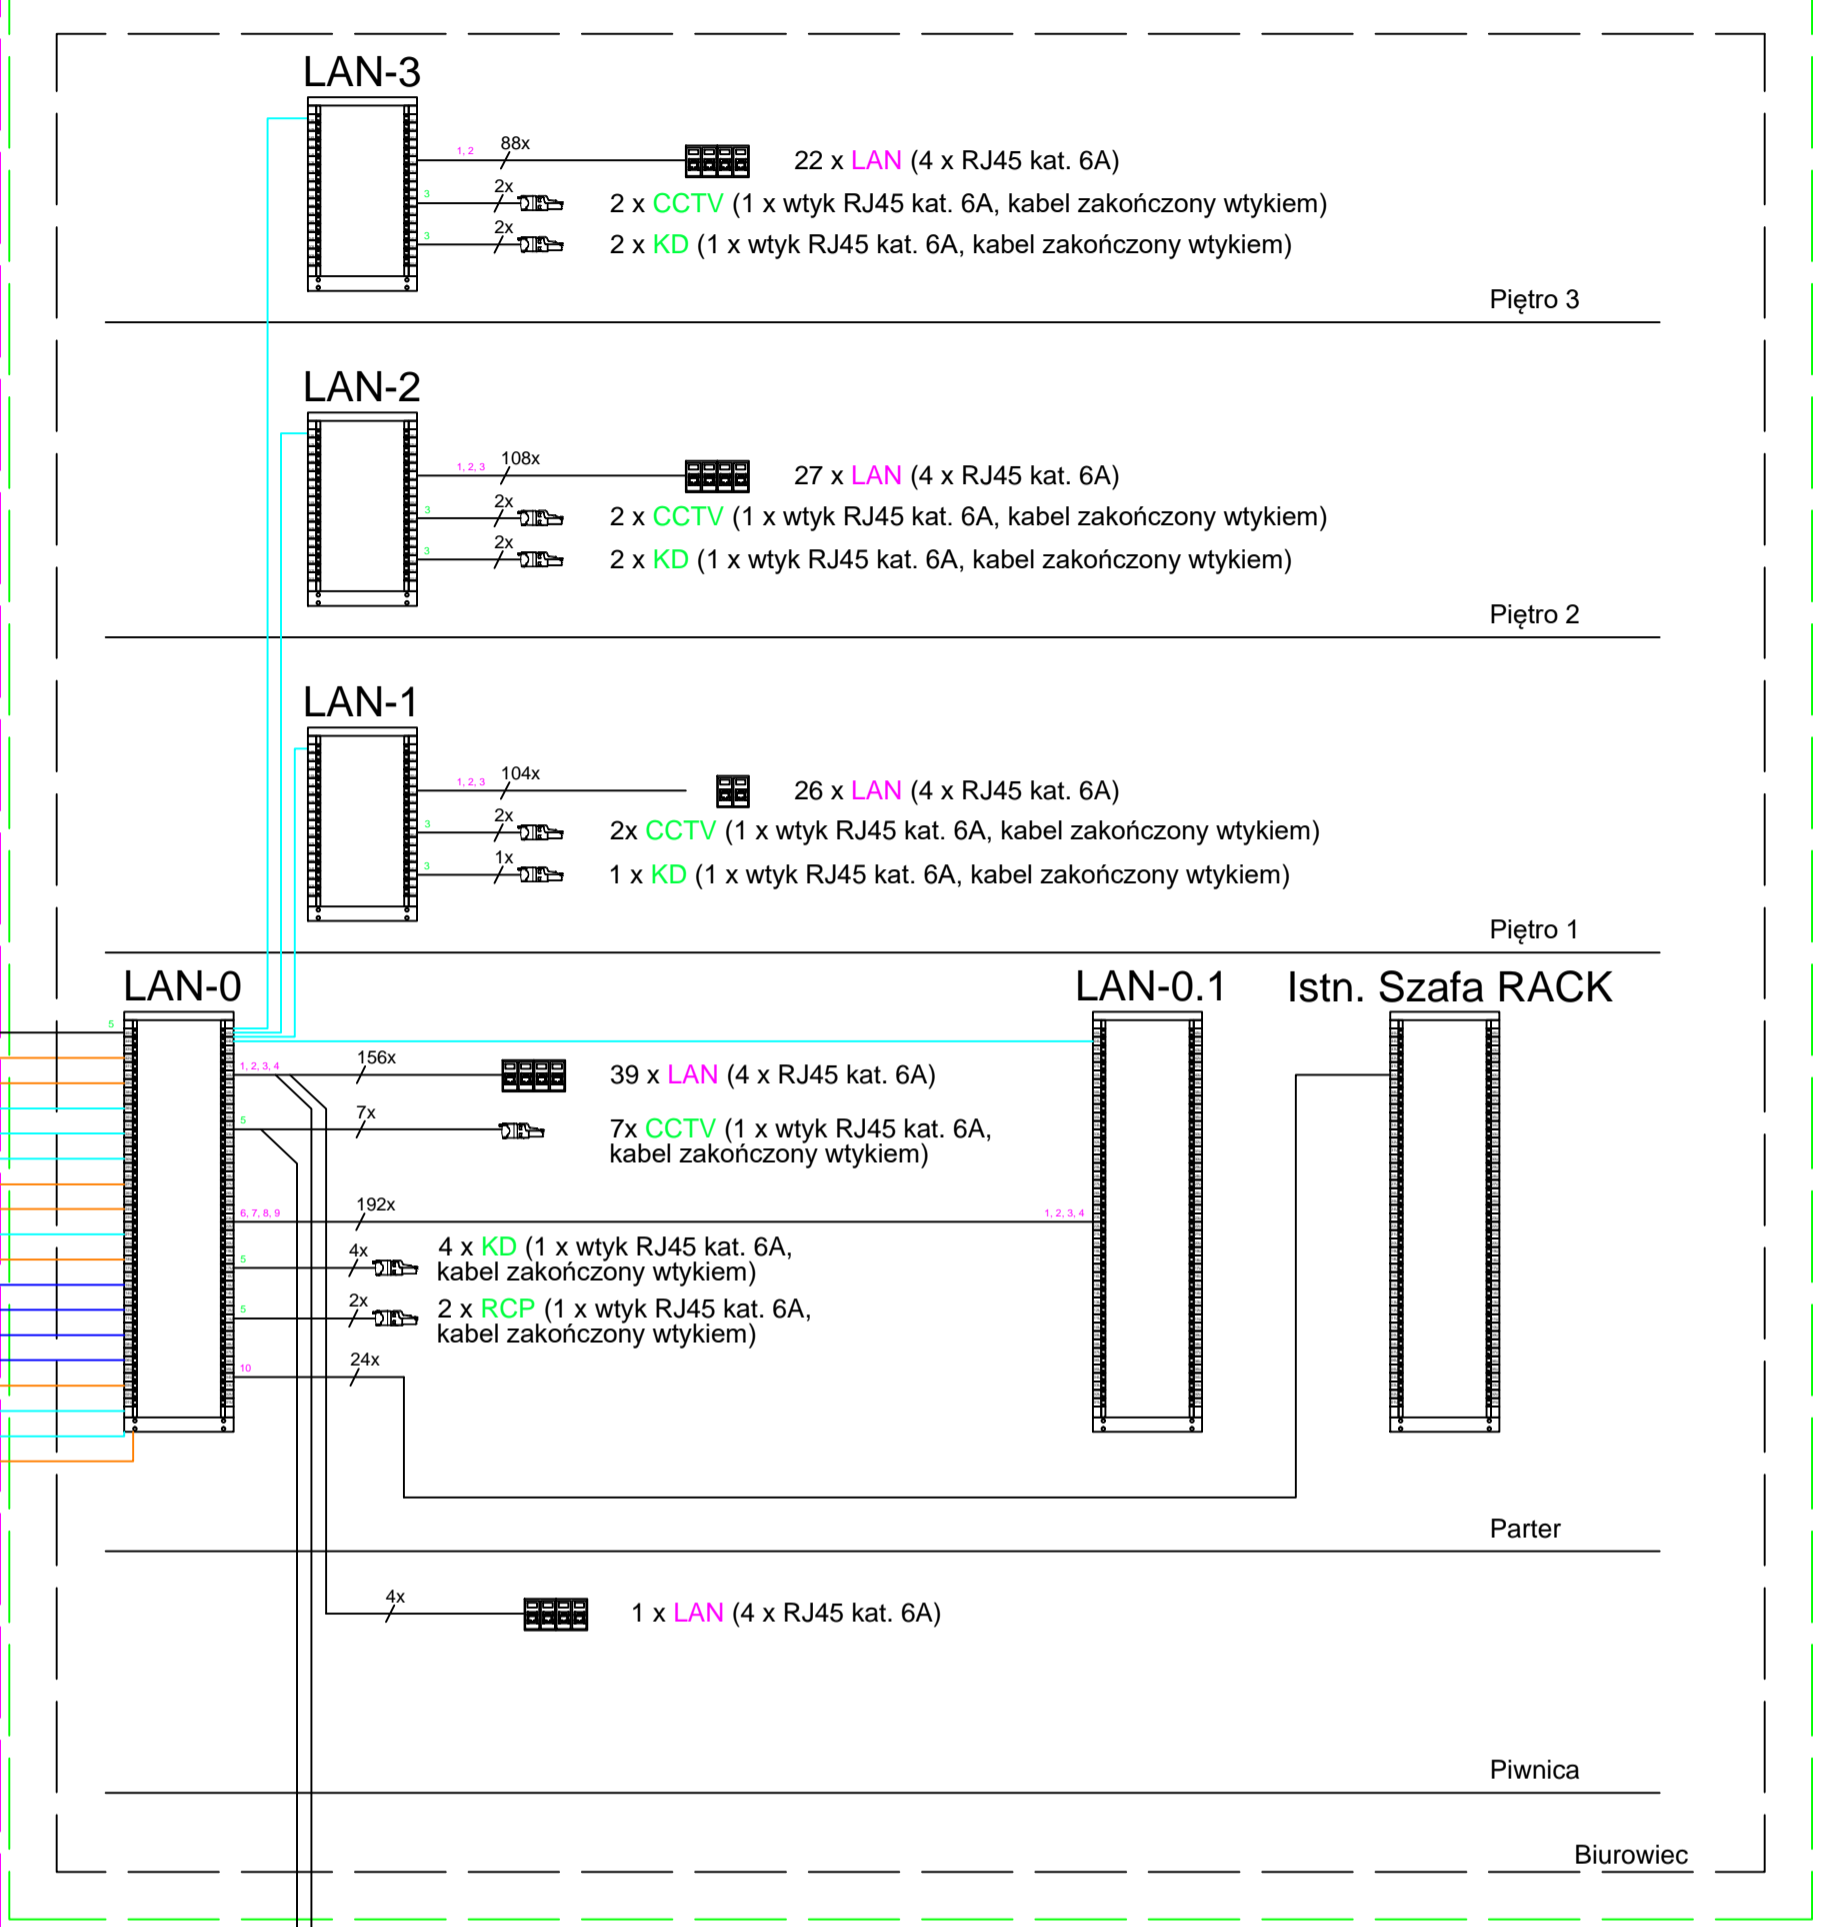 LAN-3
1, 2
88x
22 x LAN (4 x RJ45 kat. 6A)
3
2x
2 x CCTV (1 x wtyk RJ45 kat. 6A, kabel zakończony wtykiem)
3
2x
2 x KD (1 x wtyk RJ45 kat. 6A, kabel zakończony wtykiem)
Piętro 3
LAN-2
1, 2, 3
108x
27 x LAN (4 x RJ45 kat. 6A)
3
2x
2 x CCTV (1 x wtyk RJ45 kat. 6A, kabel zakończony wtykiem)
3
2x
2 x KD (1 x wtyk RJ45 kat. 6A, kabel zakończony wtykiem)
Piętro 2
LAN-1
1, 2, 3
104x
26 x LAN (4 x RJ45 kat. 6A)
3
2x
2x CCTV (1 x wtyk RJ45 kat. 6A, kabel zakończony wtykiem)
3
1x
1 x KD (1 x wtyk RJ45 kat. 6A, kabel zakończony wtykiem)
Piętro 1
LAN-0
LAN-0.1
Istn. Szafa RACK
5
1, 2, 3, 4
156x
39 x LAN (4 x RJ45 kat. 6A)
5
7x
7x CCTV (1 x wtyk RJ45 kat. 6A,
kabel zakończony wtykiem)
6, 7, 8, 9
192x
1, 2, 3, 4
5
4x
4 x KD (1 x wtyk RJ45 kat. 6A,
kabel zakończony wtykiem)
5
2x
2 x RCP (1 x wtyk RJ45 kat. 6A,
kabel zakończony wtykiem)
10
24x
Parter
4x
1 x LAN (4 x RJ45 kat. 6A)
Piwnica
Biurowiec